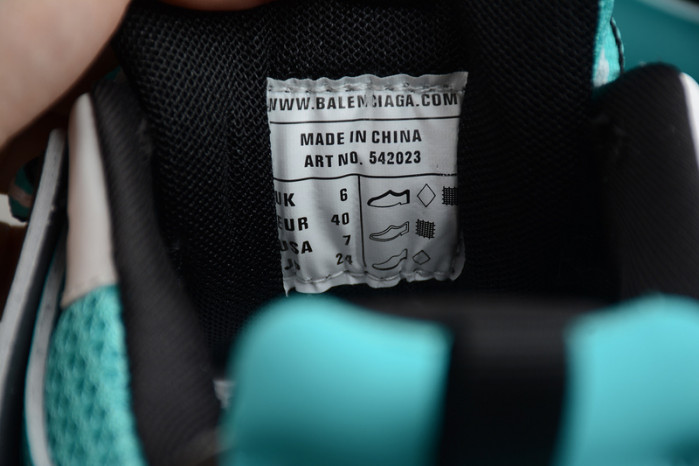 WWW.BALENCIAGA.COM
MADE IN CHINA
ART NO. 542023
UK 6
EUR 40
USA 7